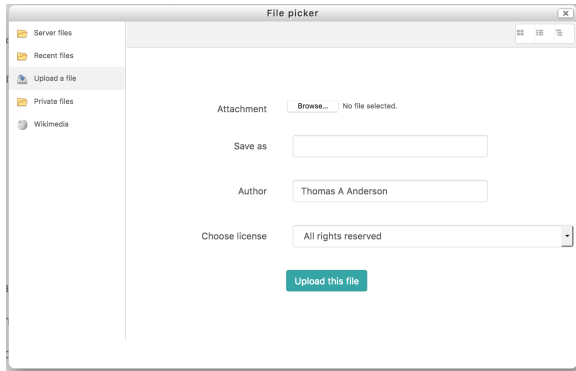 File picker
Server files
Recent files
Upload a file
Private files
Wikimedia
Attachment Browse... No file selected.
Save as
Author Thomas A Anderson
Choose license All rights reserved
Upload this file